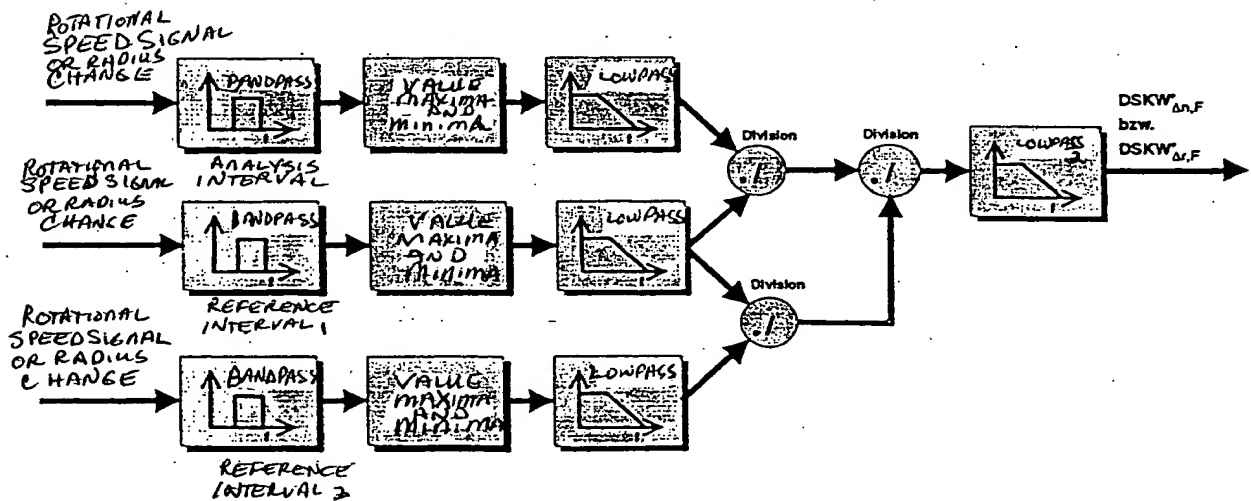 ROTATIONAL
SPEED SIGNAL
OR RADIUS
CHANGE
BANDPASS
ANALYSIS
INTERVAL
VALUE
MAXIMA
AND
MINIMA
LOWPASS
Division
./
Division
./
LOWPASS
2
DSKW'Δn,F
bzw.
DSKW'Δr,F
ROTATIONAL
SPEED SIGNAL
OR RADIUS
CHANGE
BANDPASS
REFERENCE
INTERVAL 1
VALUE
MAXIMA
AND
MINIMA
LOWPASS
Division
./
ROTATIONAL
SPEED SIGNAL
OR RADIUS
CHANGE
BANDPASS
REFERENCE
INTERVAL 2
VALUE
MAXIMA
AND
MINIMA
LOWPASS